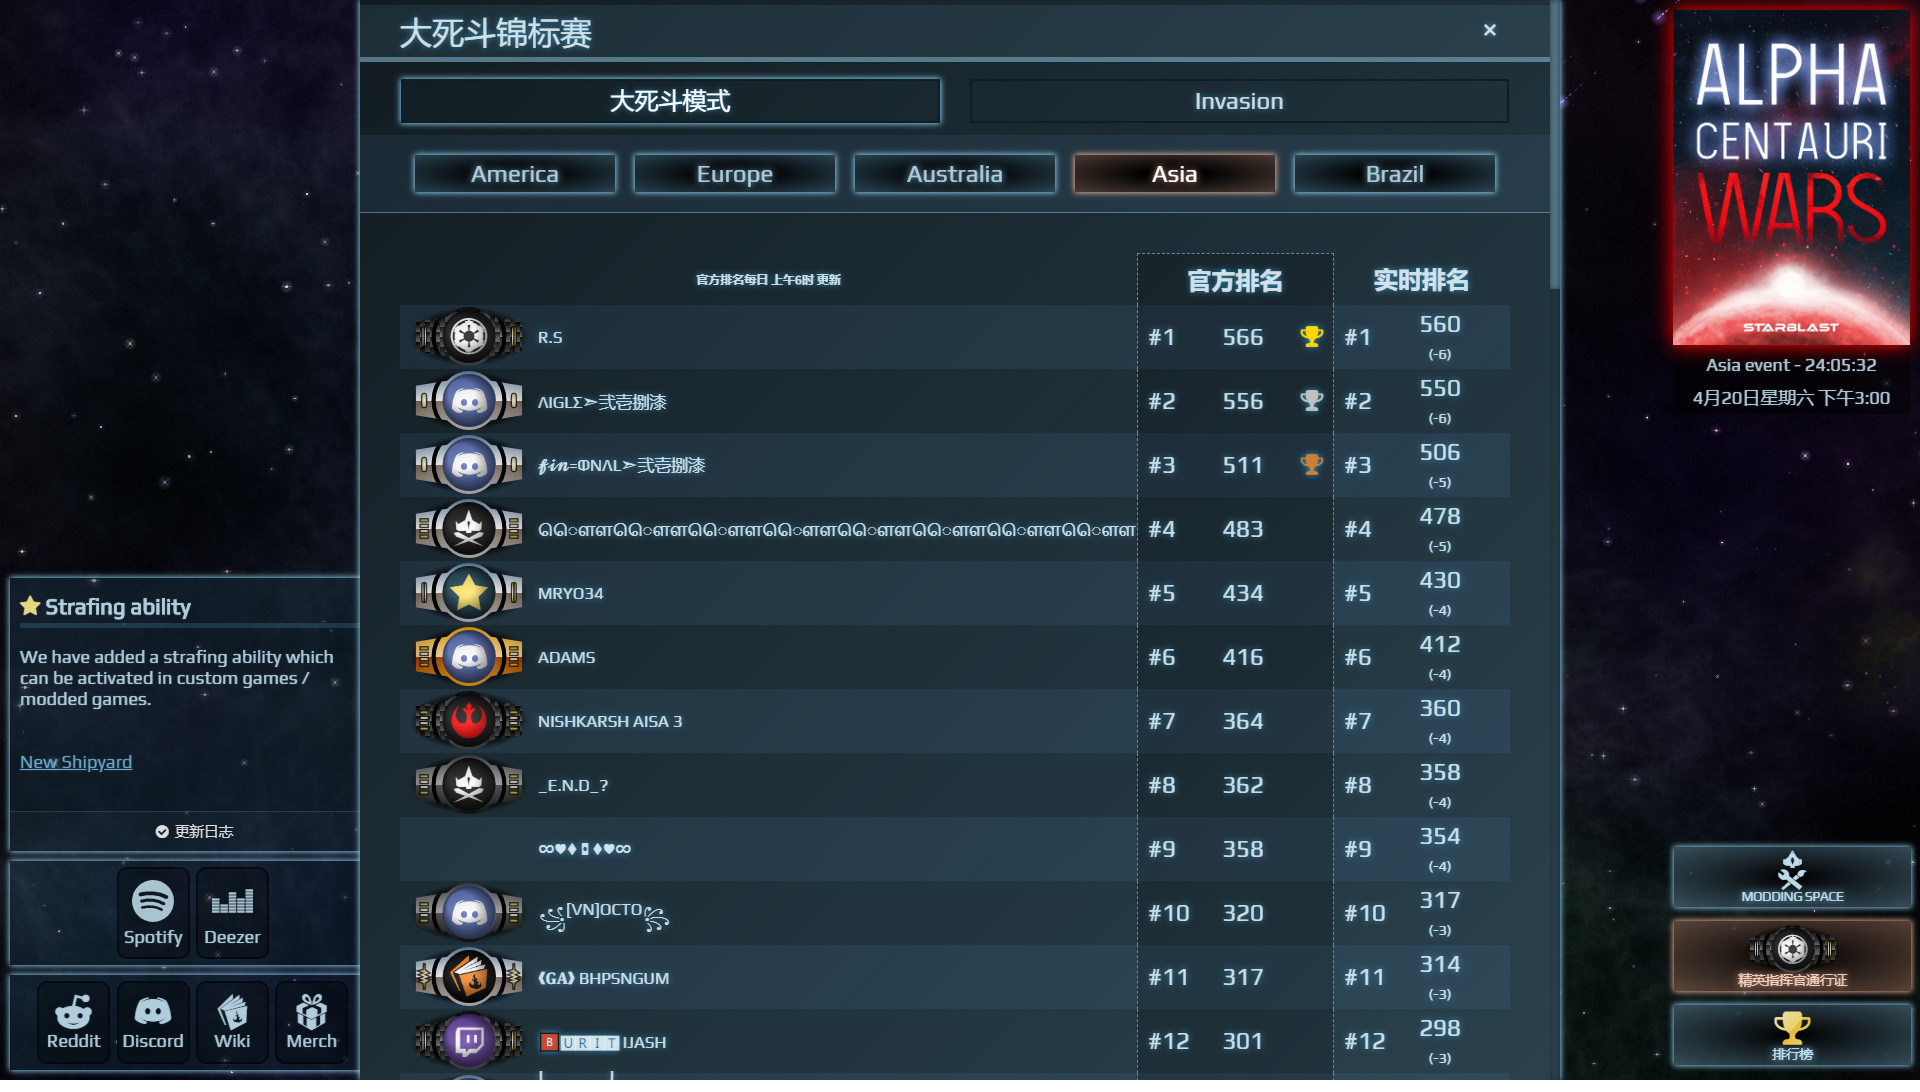 大死斗锦标赛
×
大死斗模式
Invasion
America
Europe
Australia
Asia
Brazil
官方排名每日 上午6时 更新
官方排名
实时排名
R.S
#1 566 #1 560
(-6)
ΛIGLΣ➣弐壱捌漆
#2 556 #2 550
(-6)
𝓯𝓲𝓷=ΦNΛL➣弐壱捌漆
#3 511 #3 506
(-5)
#4 483 #4 478
(-5)
MRYO34
#5 434 #5 430
(-4)
ADAMS
#6 416 #6 412
(-4)
NISHKARSH AISA 3
#7 364 #7 360
(-4)
_E.N.D_?
#8 362 #8 358
(-4)
#9 358 #9 354
(-4)
[VN]OCTO
#10 320 #10 317
(-3)
⟪GA⟫ BHPSNGUM
#11 317 #11 314
(-3)
B U R I T IJASH
#12 301 #12 298
(-3)
Strafing ability
We have added a strafing ability which
can be activated in custom games /
modded games.
New Shipyard
更新日志
Spotify
Deezer
Reddit
Discord
Wiki
Merch
ALPHA
CENTAURI
WARS
STARBLAST
Asia event - 24:05:32
4月20日星期六 下午3:00
MODDING SPACE
精英指挥官通行证
排行榜